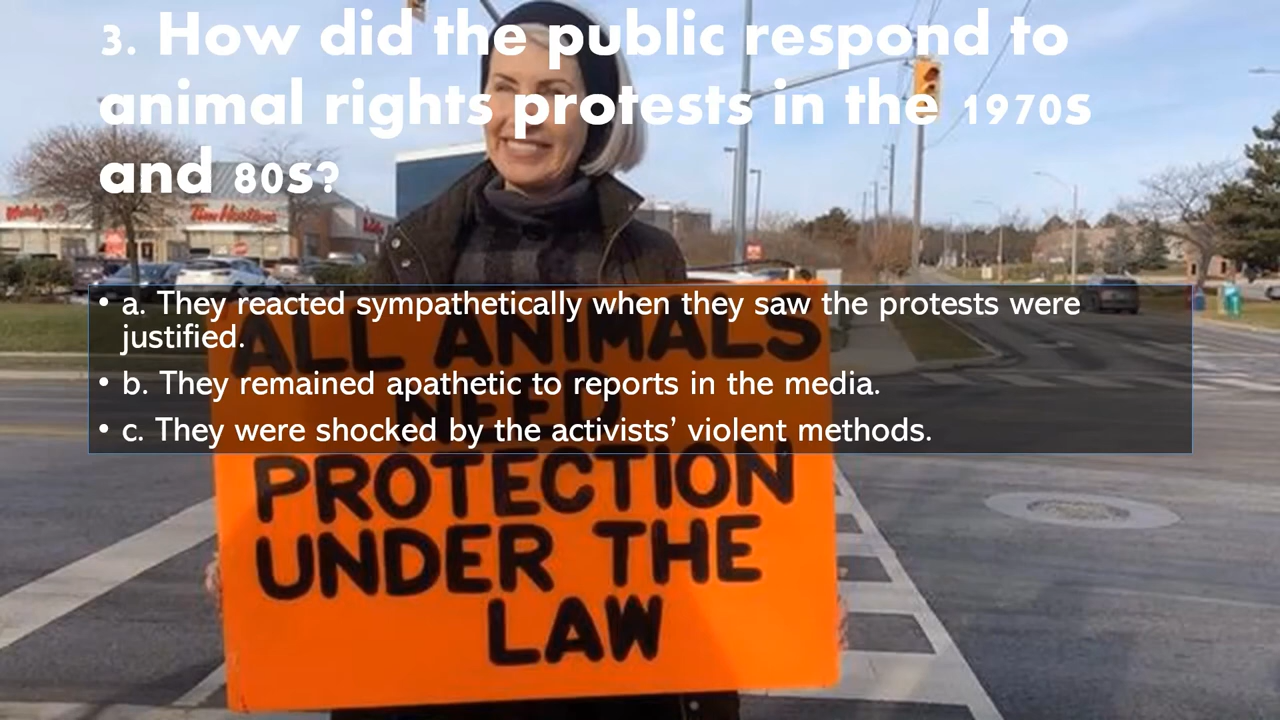 3. How did the public respond to
animal rights protests in the 1970s
and 80s?
Tim Hortons
• a. They reacted sympathetically when they saw the protests were
justified.
• b. They remained apathetic to reports in the media.
• c. They were shocked by the activists’ violent methods.
ALL ANIMALS
NEED
PROTECTION
UNDER THE
LAW